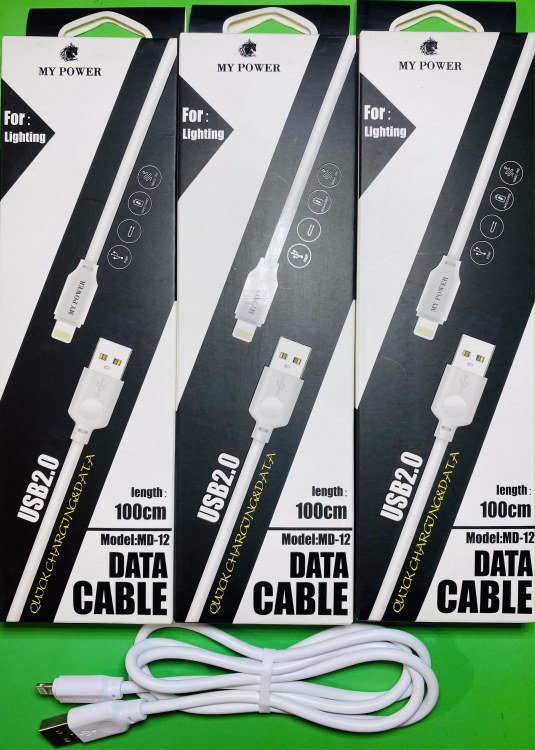 MY POWER
For:
Lighting
MY POWER
USB2.0
QUICK CHARGING&DATA
length:
100cm
Model:MD-12
DATA
CABLE
MY POWER
For:
Lighting
MY POWER
USB2.0
QUICK CHARGING&DATA
length:
100cm
Model:MD-12
DATA
CABLE
MY POWER
For:
Lighting
MY POWER
USB2.0
QUICK CHARGING&DATA
length:
100cm
Model:MD-12
DATA
CABLE